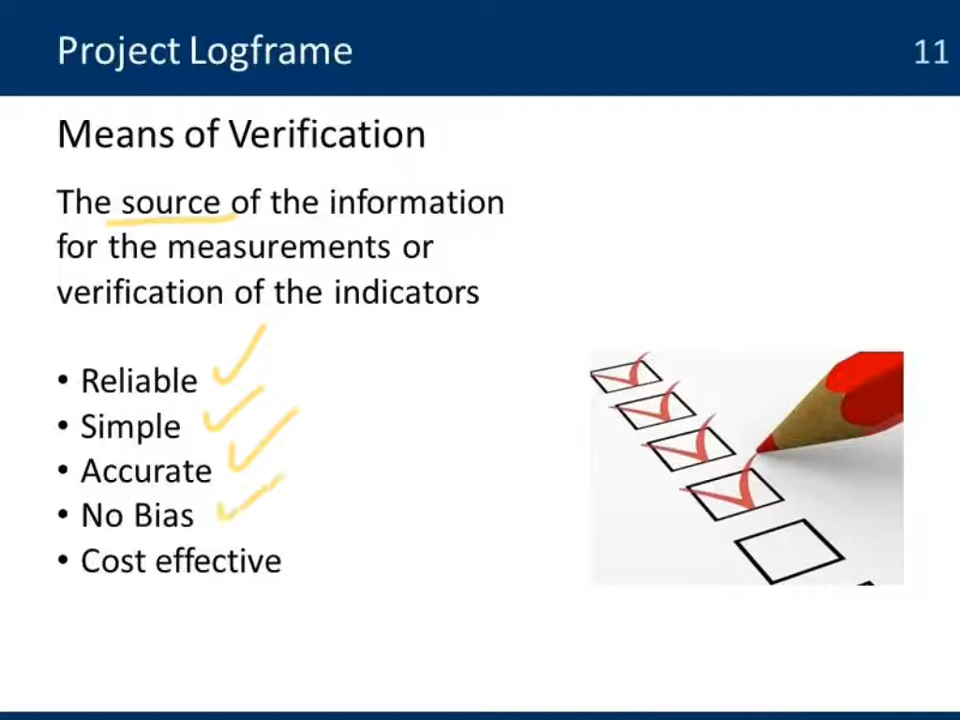 Project Logframe
11
Means of Verification
The source of the information
for the measurements or
verification of the indicators
• Reliable
• Simple
• Accurate
• No Bias
• Cost effective